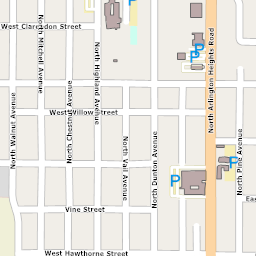 P
West Clarendon Street
P
P
North Mitchell Avenue
North Highland Avenue
North Arlington Heights Road
North Walnut Avenue
North Chestnut Avenue
West Willow Street
North Vail Avenue
North Dunton Avenue
North Pine Avenue
P
P
Eas
Vine Street
West Hawthorne Street